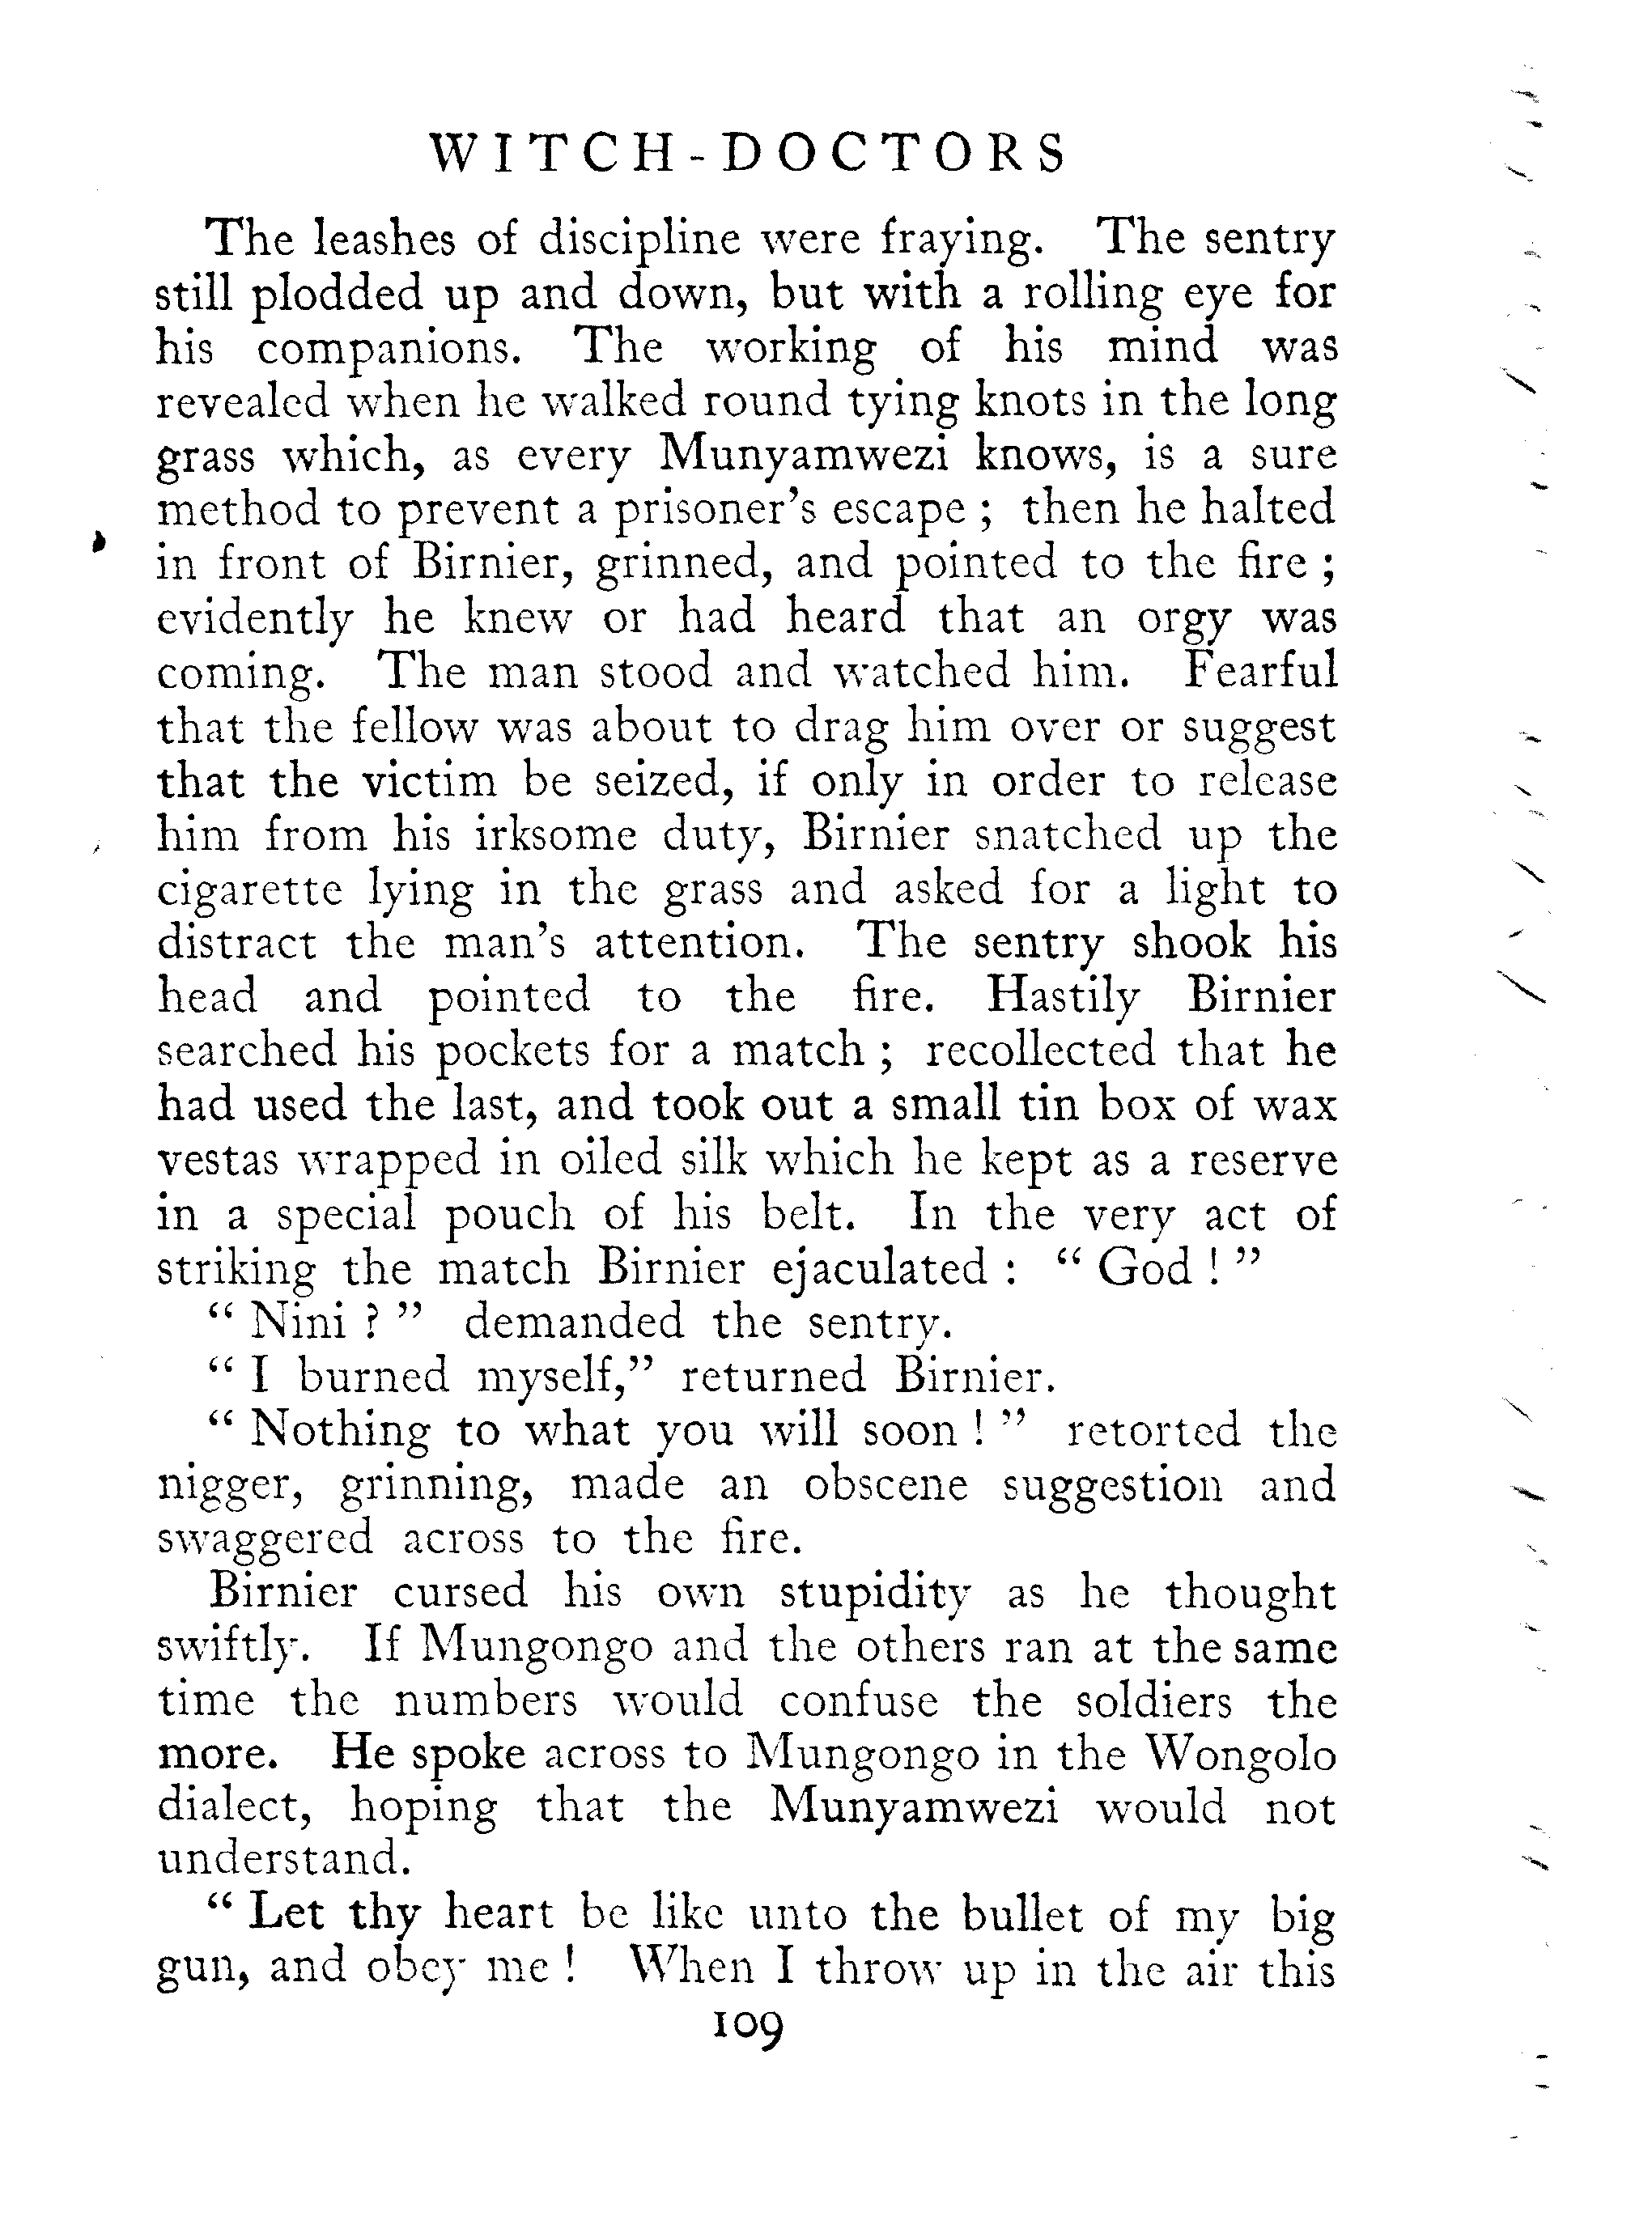 WITCH-DOCTORS
The leashes of discipline were fraying. The sentry
still plodded up and down, but with a rolling eye for
his companions. The working of his mind was
revealed when he walked round tying knots in the long
grass which, as every Munyamwezi knows, is a sure
method to prevent a prisoner's escape ; then he halted
in front of Birnier, grinned, and pointed to the fire ;
evidently he knew or had heard that an orgy was
coming. The man stood and watched him. Fearful
that the fellow was about to drag him over or suggest
that the victim be seized, if only in order to release
him from his irksome duty, Birnier snatched up the
cigarette lying in the grass and asked for a light to
distract the man's attention. The sentry shook his
head and pointed to the fire. Hastily Birnier
searched his pockets for a match ; recollected that he
had used the last, and took out a small tin box of wax
vestas wrapped in oiled silk which he kept as a reserve
in a special pouch of his belt. In the very act of
striking the match Birnier ejaculated : “ God ! ”
“ Nini ? ” demanded the sentry.
“ I burned myself,” returned Birnier.
“ Nothing to what you will soon ! ” retorted the
nigger, grinning, made an obscene suggestion and
swaggered across to the fire.
Birnier cursed his own stupidity as he thought
swiftly. If Mungongo and the others ran at the same
time the numbers would confuse the soldiers the
more. He spoke across to Mungongo in the Wongolo
dialect, hoping that the Munyamwezi would not
understand.
“ Let thy heart be like unto the bullet of my big
gun, and obey me ! When I throw up in the air this
109